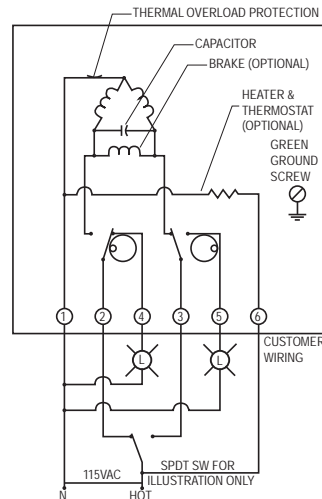 THERMAL OVERLOAD PROTECTION
CAPACITOR
BRAKE (OPTIONAL)
HEATER &
THERMOSTAT
(OPTIONAL)
GREEN
GROUND
SCREW
1 2 4 3 5 6
CUSTOMER
WIRING
L L
SPDT SW FOR
ILLUSTRATION ONLY
115VAC
N HOT